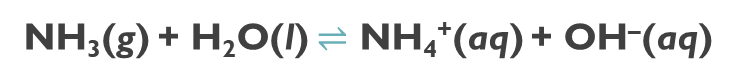 NH₃(g) + H₂O(l) ⇌ NH₄⁺(aq) + OH⁻(aq)